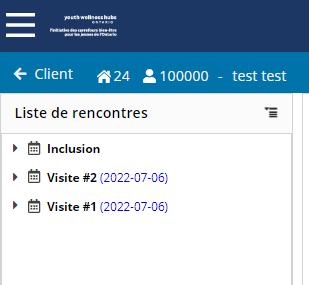 youth wellness hubs
ONTARIO
l'initiative des carrefours bien-être
pour les jeunes de l'Ontario
Client 24 100000 - test test
Liste de rencontres
Inclusion
Visite #2 (2022-07-06)
Visite #1 (2022-07-06)